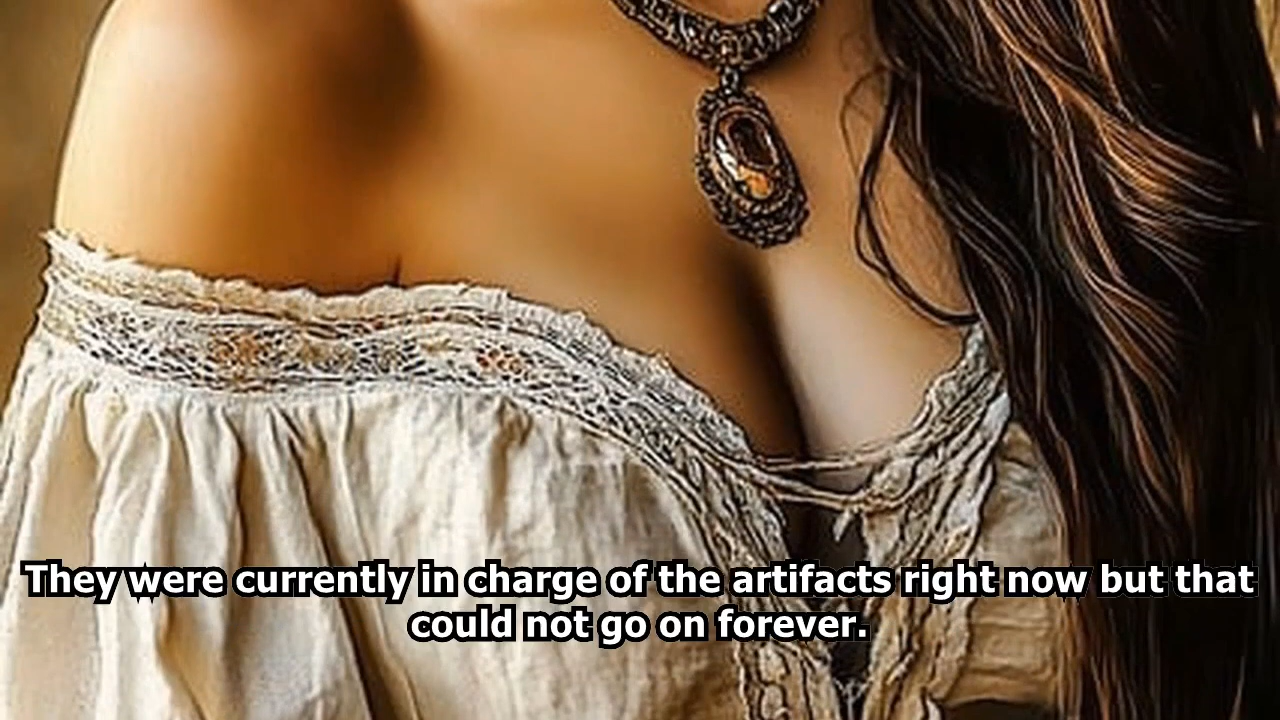 They were currently in charge of the artifacts right now but that
could not go on forever.